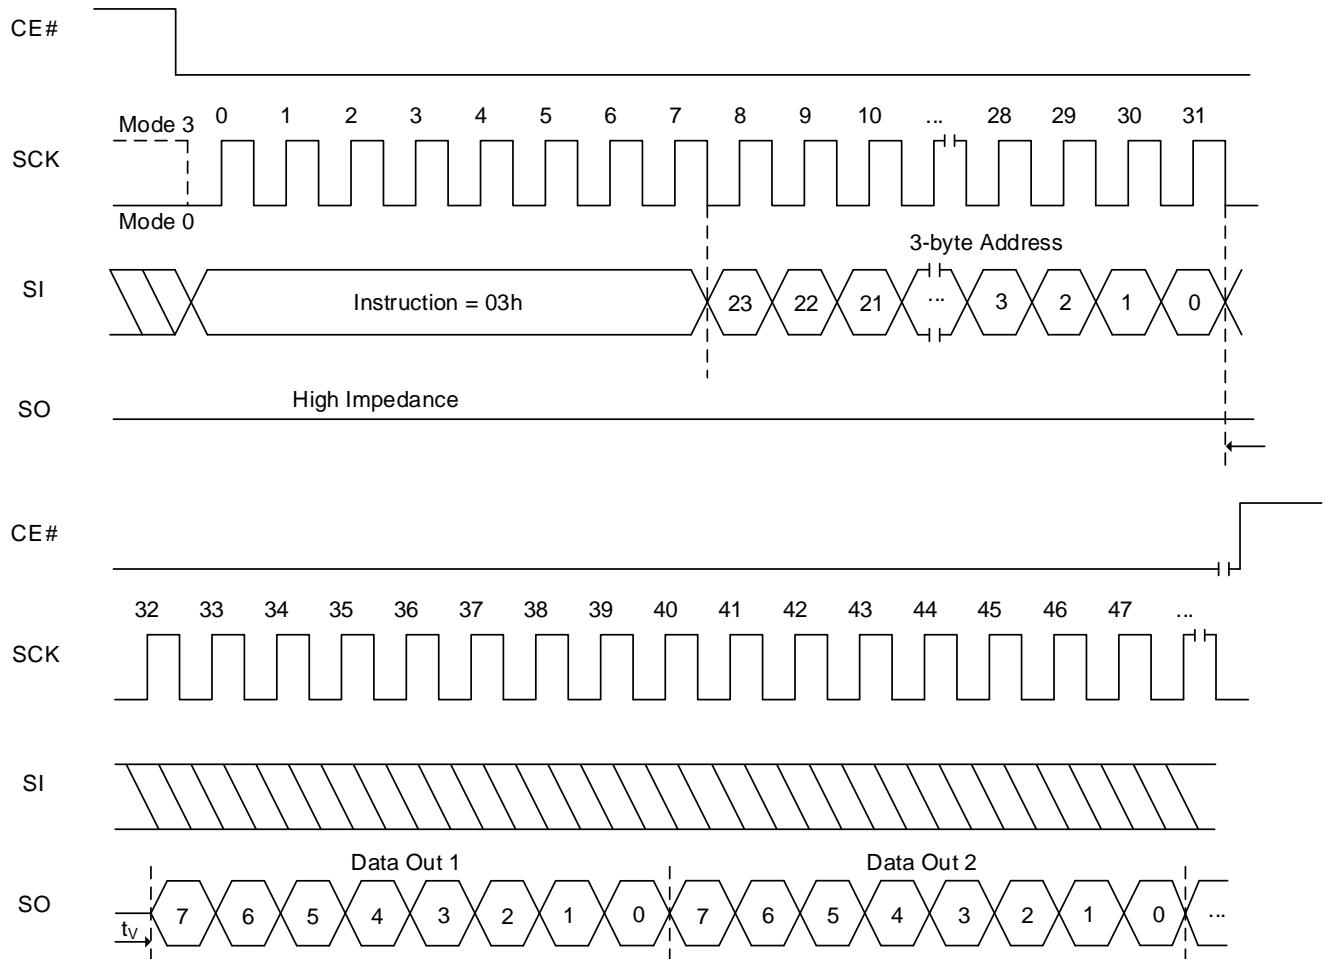 CE#
0 1 2 3 4 5 6 7 8 9 10 ... 28 29 30 31
Mode 3
SCK
Mode 0
3-byte Address
SI Instruction = 03h 23 22 21 ... 3 2 1 0
High Impedance
SO
CE#
32 33 34 35 36 37 38 39 40 41 42 43 44 45 46 47 ...
SCK
SI
Data Out 1 Data Out 2
SO 7 6 5 4 3 2 1 0 7 6 5 4 3 2 1 0 ...
tV